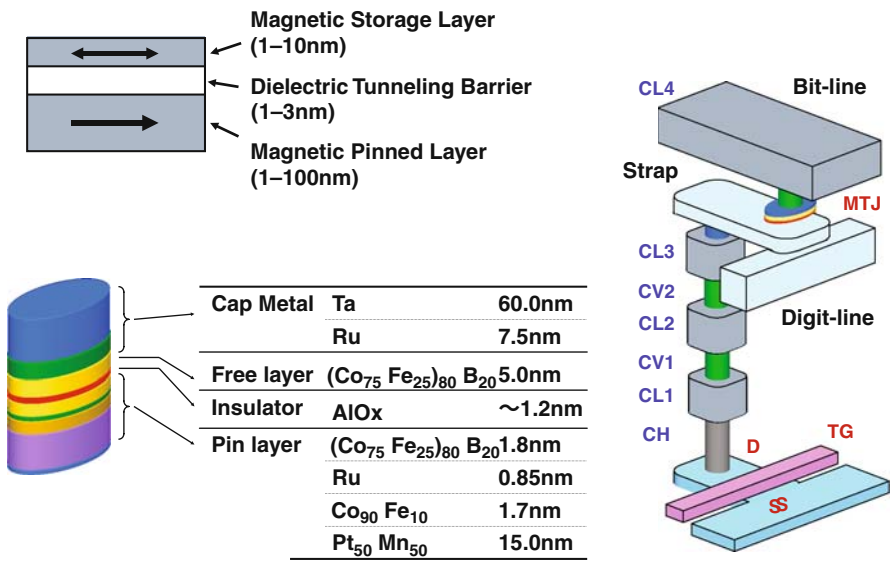 Magnetic Storage Layer
(1–10nm)
Dielectric Tunneling Barrier
(1–3nm)
Magnetic Pinned Layer
(1–100nm)
Cap Metal Ta 60.0nm
Ru 7.5nm
Free layer (Co75 Fe25)80 B20 5.0nm
Insulator AlOx ~1.2nm
Pin layer (Co75 Fe25)80 B20 1.8nm
Ru 0.85nm
Co90 Fe10 1.7nm
Pt50 Mn50 15.0nm
CL4 Bit-line
Strap
MTJ
CL3
CV2
CL2 Digit-line
CV1
CL1
CH D TG
SS